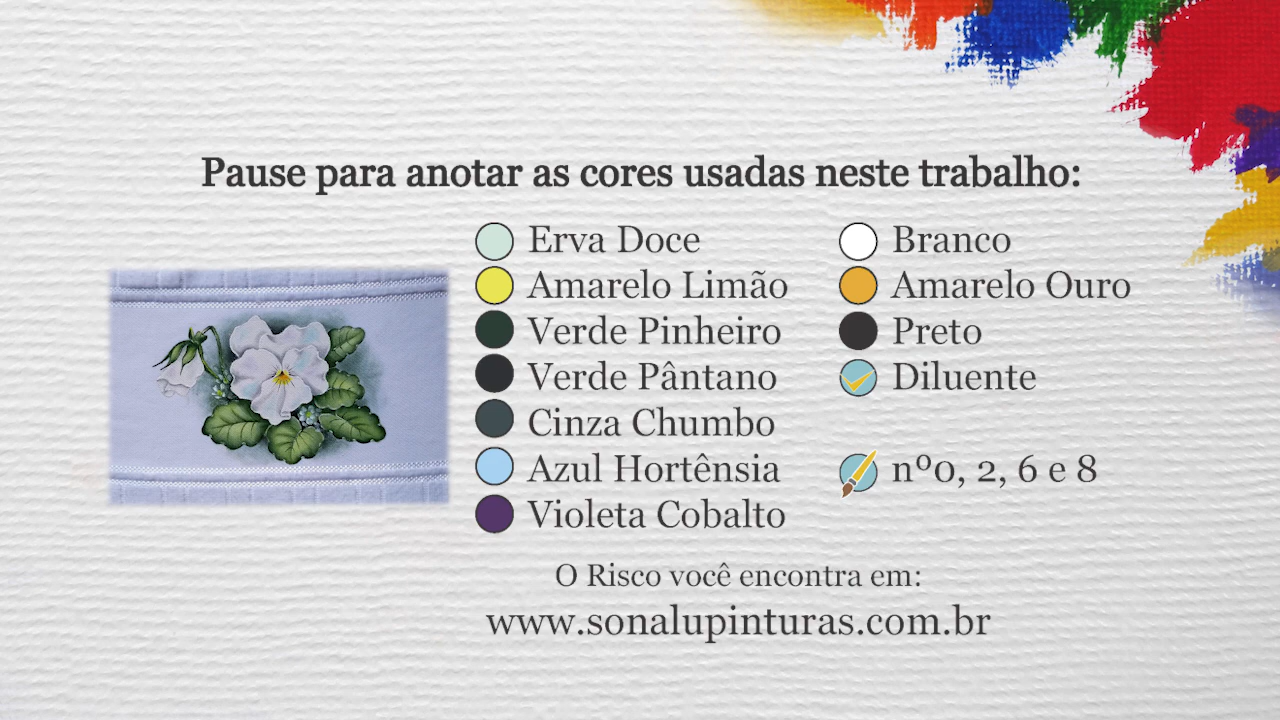 Pause para anotar as cores usadas neste trabalho:
Erva Doce
Amarelo Limão
Verde Pinheiro
Verde Pântano
Cinza Chumbo
Azul Hortênsia
Violeta Cobalto
Branco
Amarelo Ouro
Preto
Diluente
nº0, 2, 6 e 8
O Risco você encontra em:
www.sonalupinturas.com.br